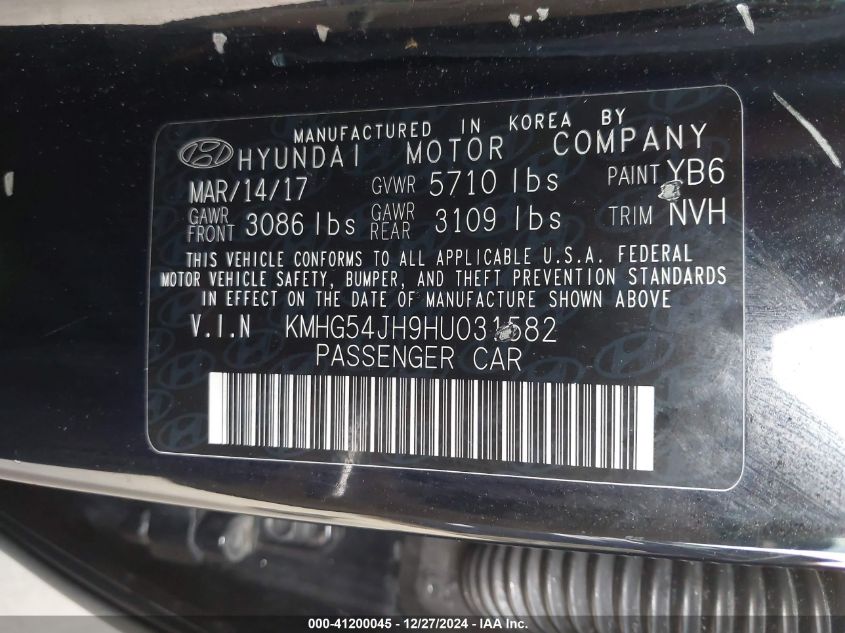 MANUFACTURED IN KOREA BY
HYUNDAI MOTOR COMPANY
MAR/14/17 GVWR 5710 lbs PAINT YB6
GAWR FRONT 3086 lbs GAWR REAR 3109 lbs TRIM NVH
THIS VEHICLE CONFORMS TO ALL APPLICABLE U.S.A. FEDERAL
MOTOR VEHICLE SAFETY, BUMPER, AND THEFT PREVENTION STANDARDS
IN EFFECT ON THE DATE OF MANUFACTURE SHOWN ABOVE
V.I.N KMHG54JH9HU031582
PASSENGER CAR
000-41200045 - 12/27/2024 - IAA Inc.